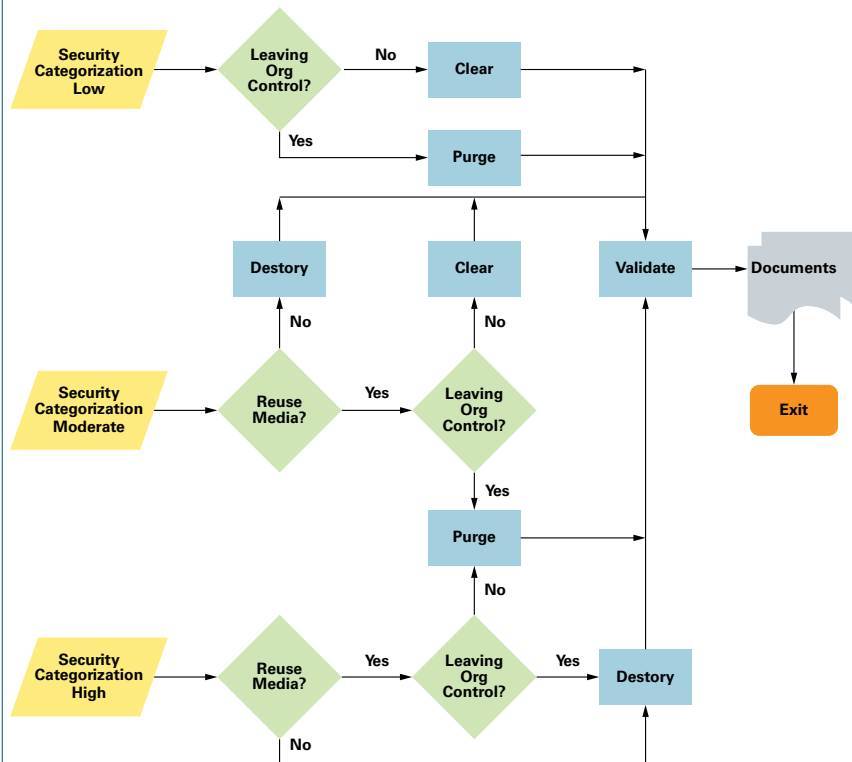 Security
Categorization
Low
Leaving
Org
Control?
No
Clear
Yes
Purge
Destory
Clear
Validate
Documents
No
No
Security
Categorization
Moderate
Reuse
Media?
Yes
Leaving
Org
Control?
Exit
Yes
Purge
No
Security
Categorization
High
Reuse
Media?
Yes
Leaving
Org
Control?
Yes
Destory
No